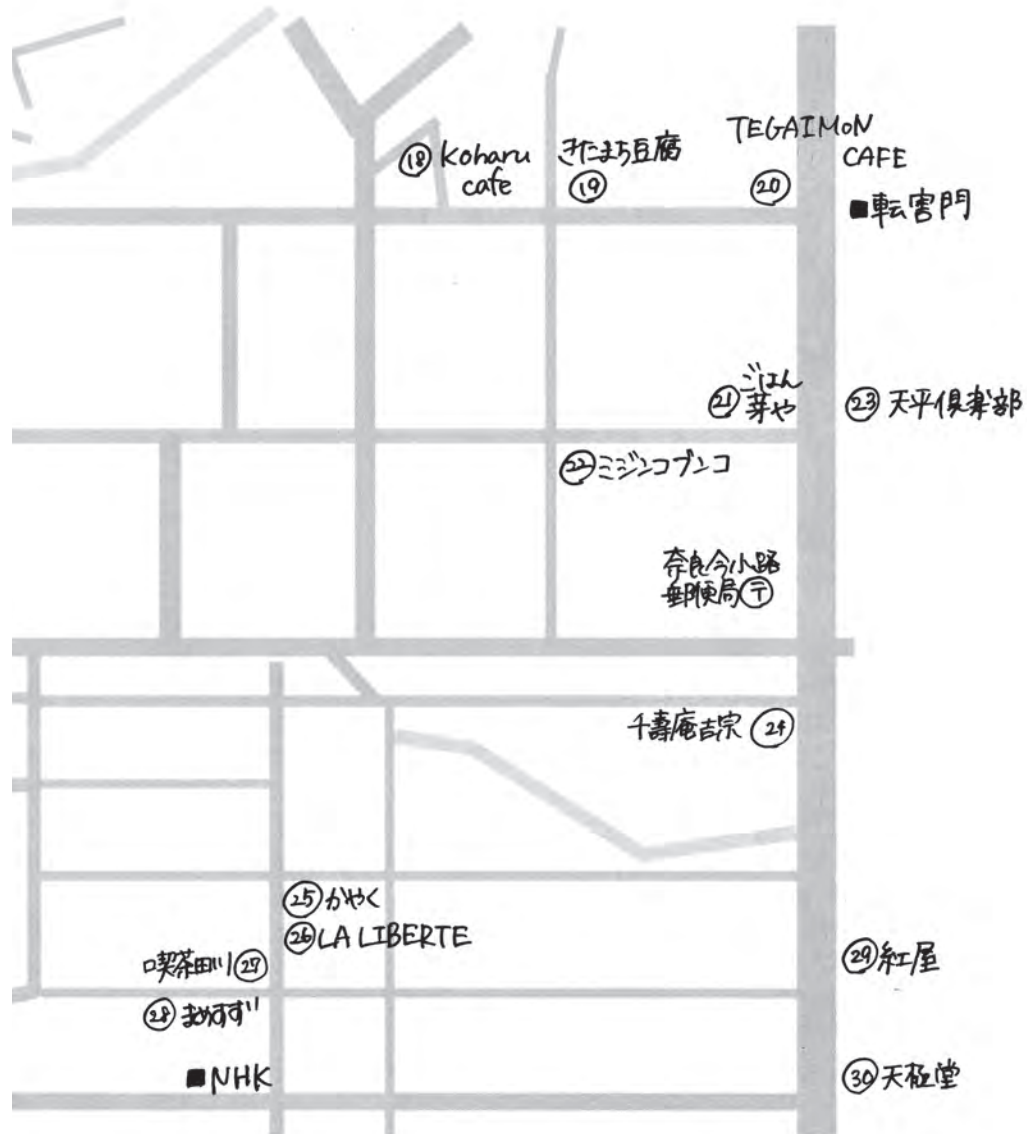 TEGAIMON
CAFE
⑱ Koharu
cafe
きたまち豆腐
⑲
⑳
■転害門
㉑ ごはん
芽や
㉓ 天平倶楽部
㉒ ミジンコブンコ
奈良今小路
郵便局〒
千壽庵吉宗 ㉔
㉕ かやく
㉖ LA LIBERTE
喫茶田川 ㉗
㉘ まめすず
㉙ 紅屋
■NHK
㉚ 天極堂